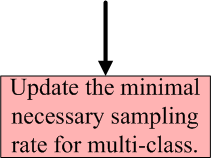 Update the minimal
necessary sampling
rate for multi-class.